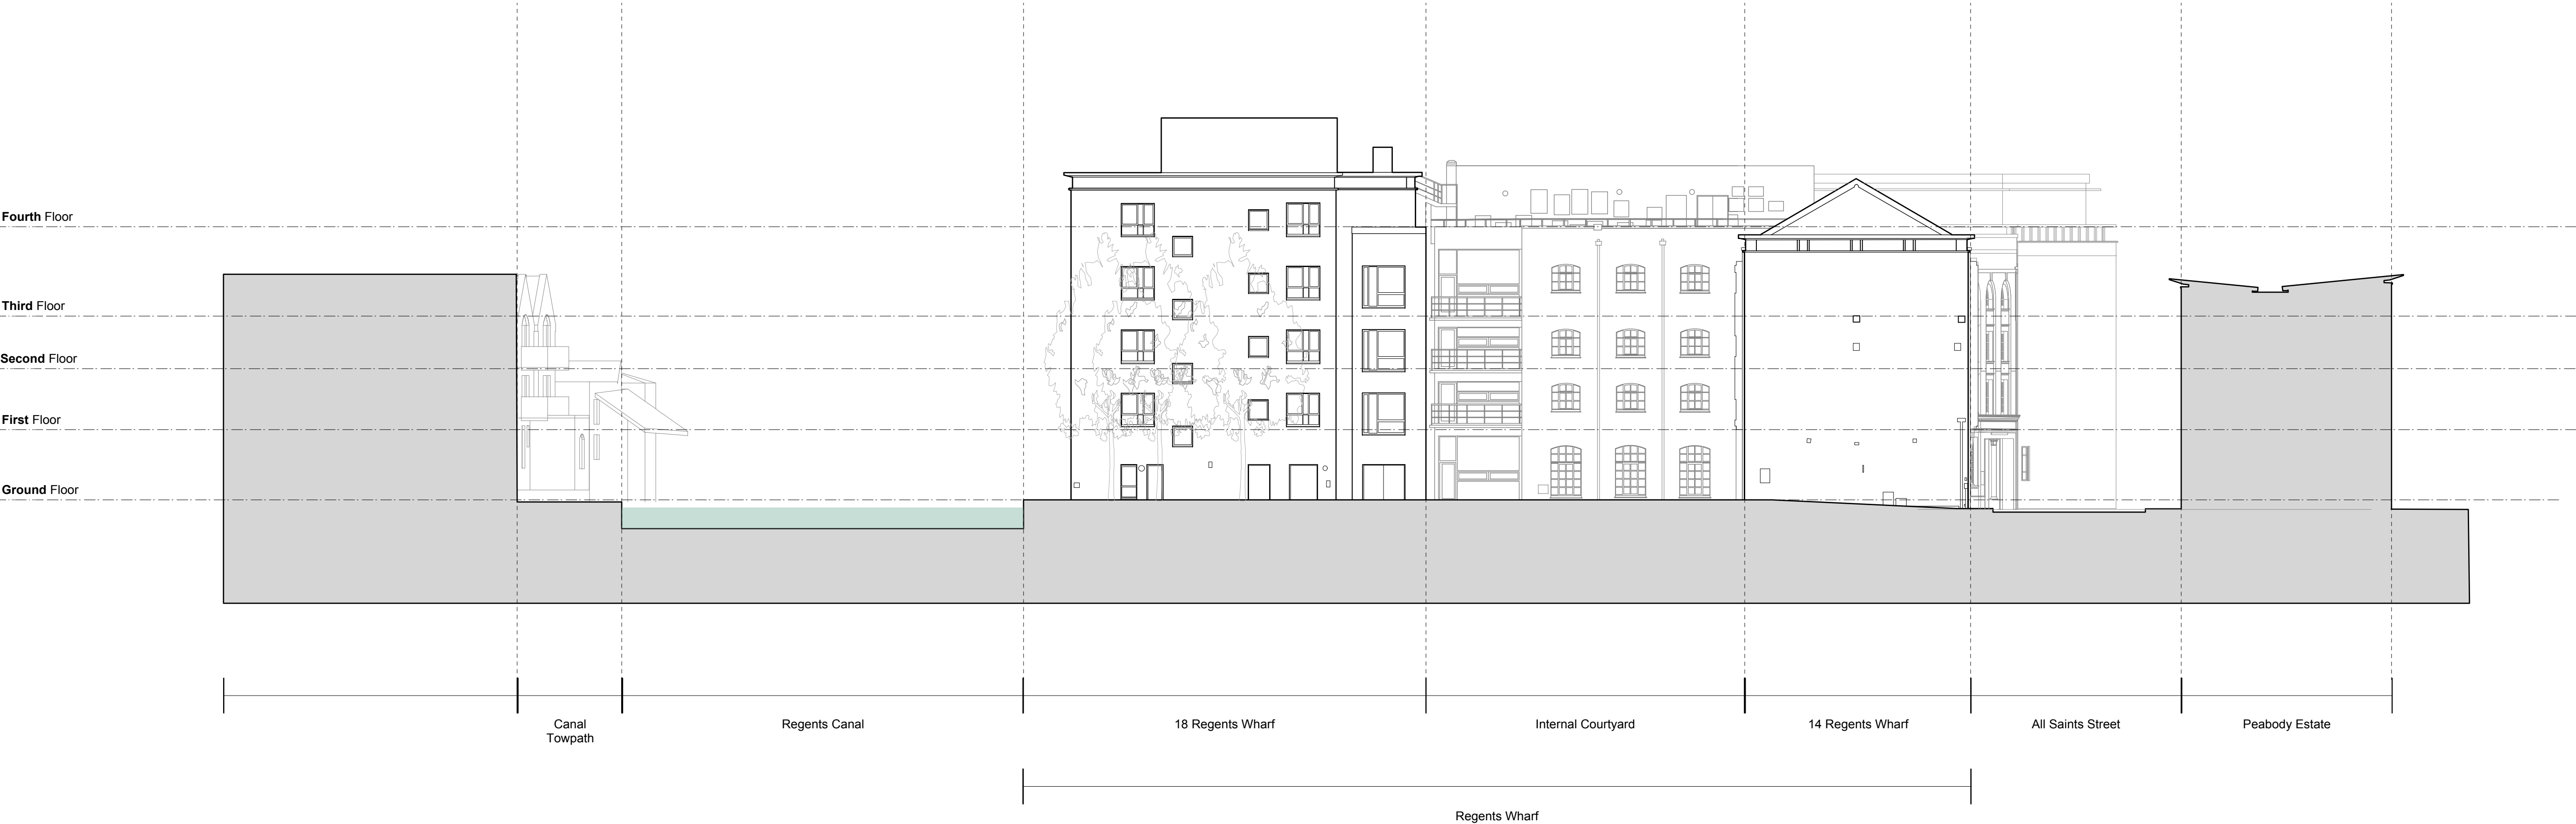 Fourth Floor
Third Floor
Second Floor
First Floor
Ground Floor
Canal
Towpath
Regents Canal
18 Regents Wharf
Internal Courtyard
14 Regents Wharf
All Saints Street
Peabody Estate
Regents Wharf